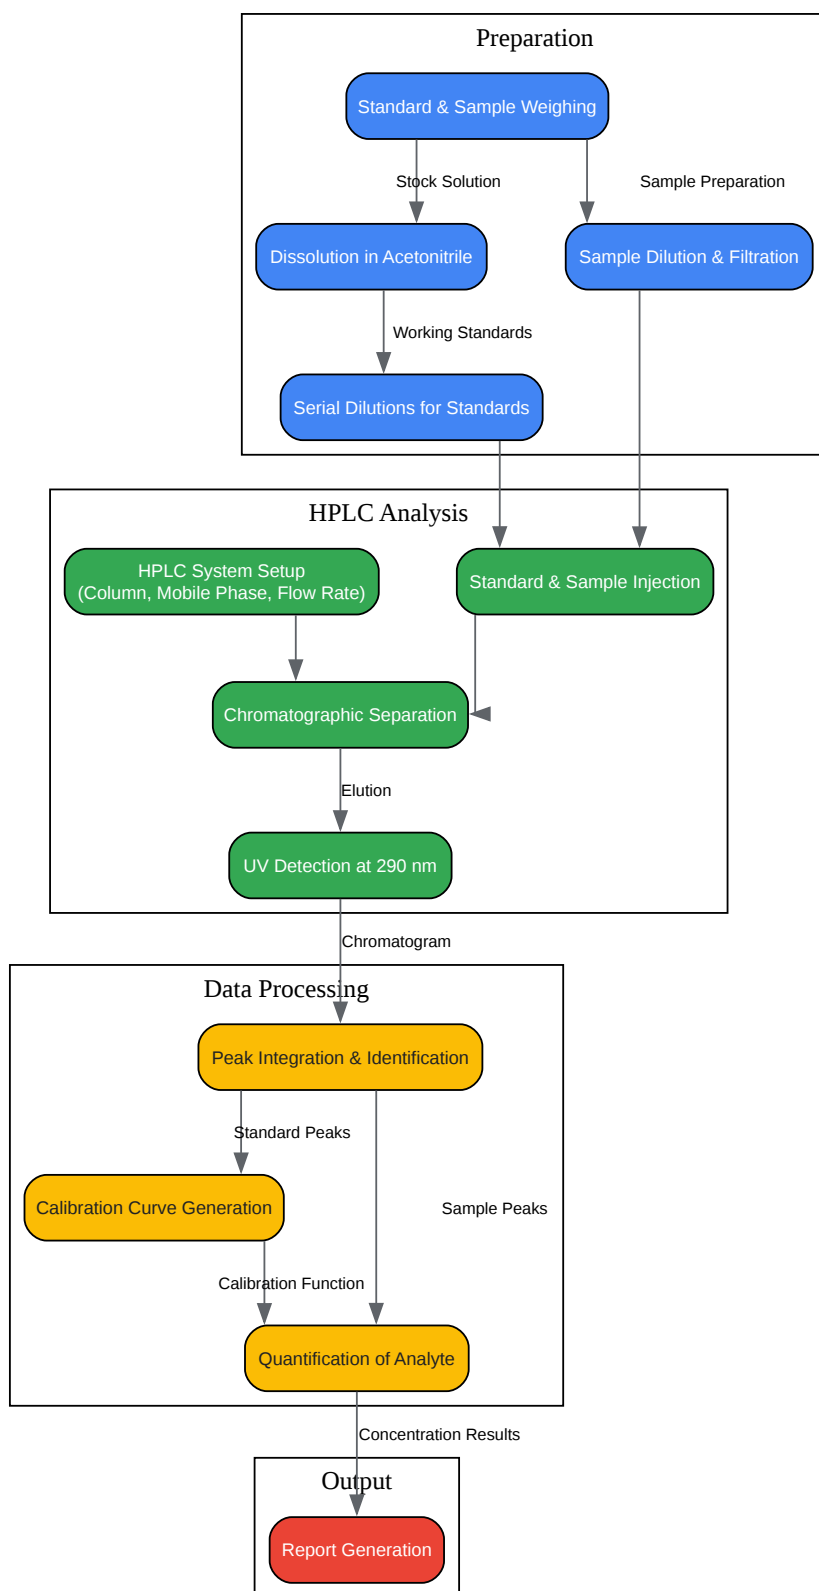 Preparation
Standard & Sample Weighing
Stock Solution
Sample Preparation
Dissolution in Acetonitrile
Sample Dilution & Filtration
Working Standards
Serial Dilutions for Standards
HPLC Analysis
HPLC System Setup
(Column, Mobile Phase, Flow Rate)
Standard & Sample Injection
Chromatographic Separation
Elution
UV Detection at 290 nm
Chromatogram
Data Processing
Peak Integration & Identification
Standard Peaks
Calibration Curve Generation
Sample Peaks
Calibration Function
Quantification of Analyte
Concentration Results
Output
Report Generation